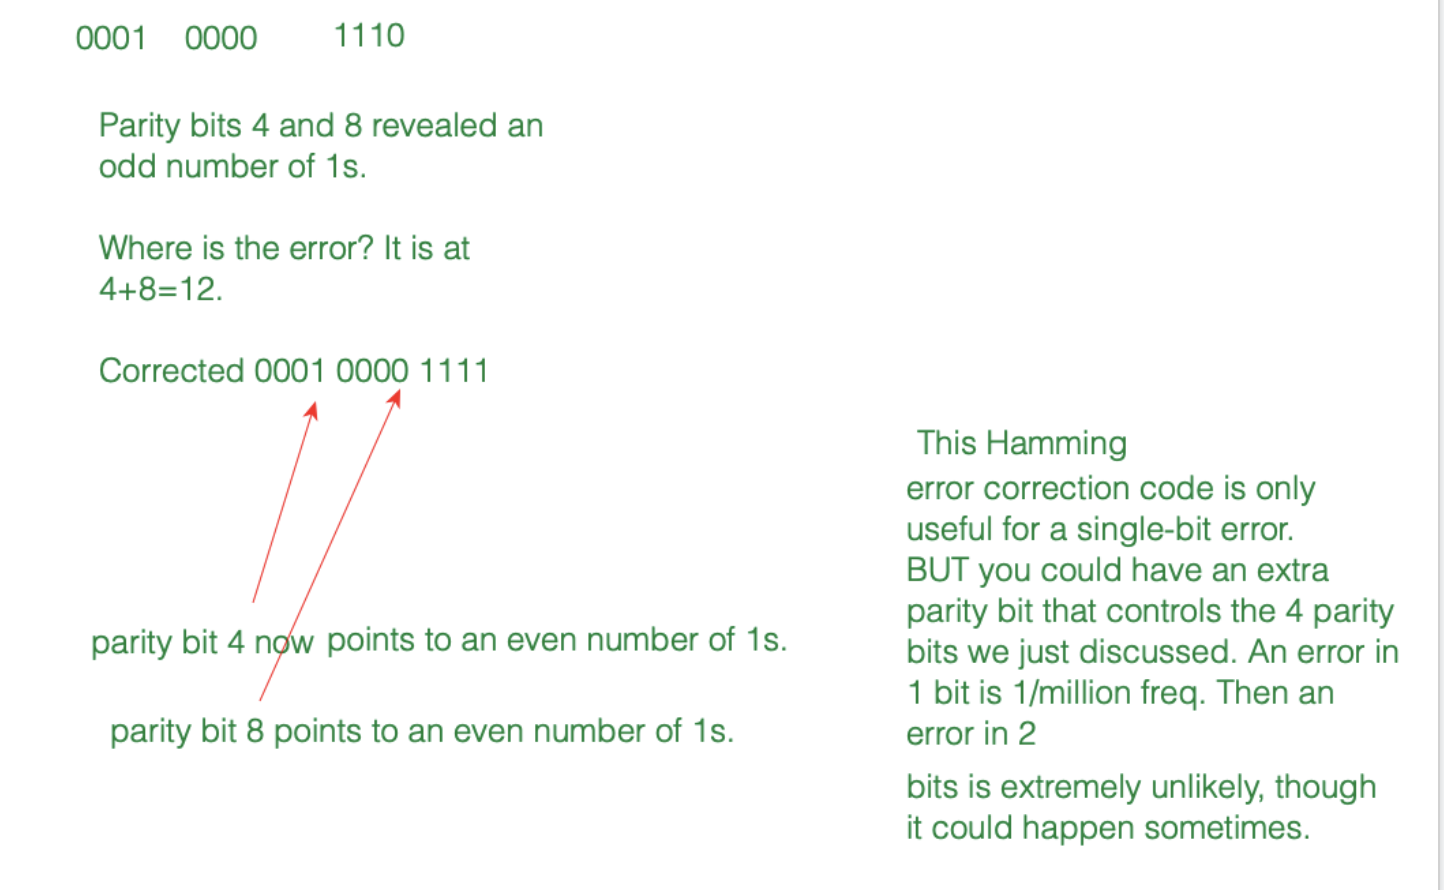 0001 0000 1110
Parity bits 4 and 8 revealed an
odd number of 1s.
Where is the error? It is at
4+8=12.
Corrected 0001 0000 1111
parity bit 4 now points to an even number of 1s.
parity bit 8 points to an even number of 1s.
This Hamming
error correction code is only
useful for a single-bit error.
BUT you could have an extra
parity bit that controls the 4 parity
bits we just discussed. An error in
1 bit is 1/million freq. Then an
error in 2
bits is extremely unlikely, though
it could happen sometimes.